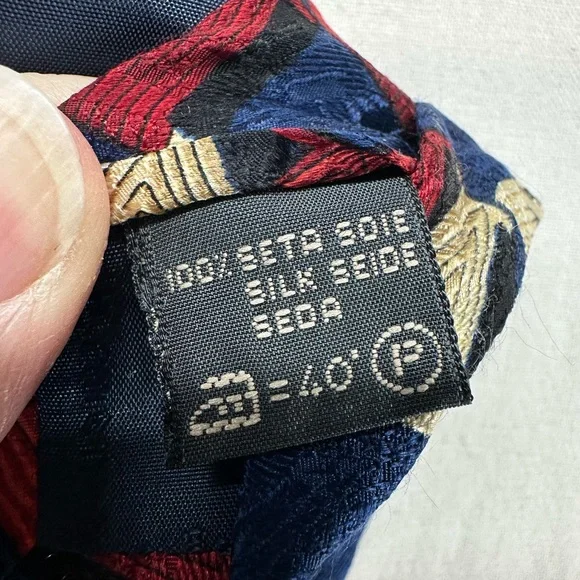 100% SETA SOIE
SILK SEIDE
SEDA
= 40° P